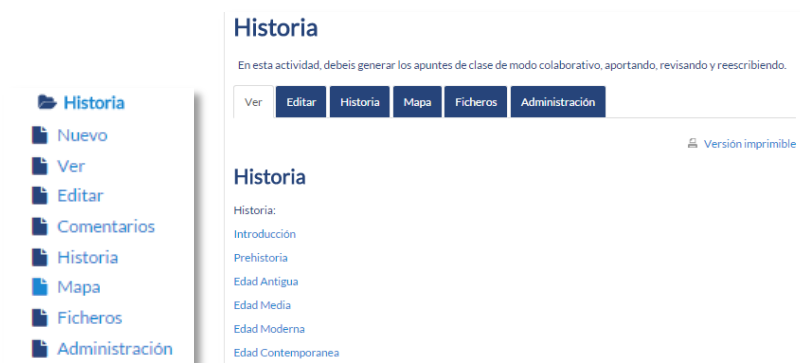 Historia
Nuevo
Ver
Editar
Comentarios
Historia
Mapa
Ficheros
Administración
Historia
En esta actividad, debeis generar los apuntes de clase de modo colaborativo, aportando, revisando y reescribiendo.
Ver Editar Historia Mapa Ficheros Administración
Versión imprimible
Historia
Historia:
Introducción
Prehistoria
Edad Antigua
Edad Media
Edad Moderna
Edad Contemporanea